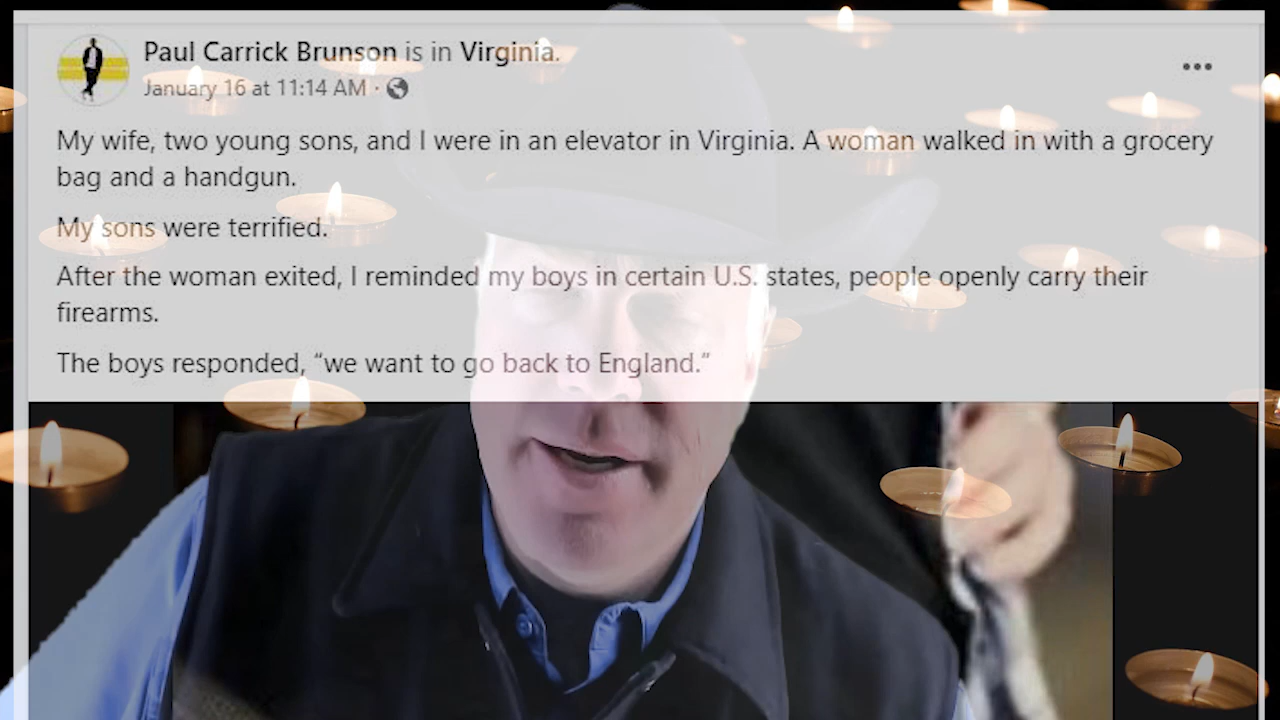 Paul Carrick Brunson is in Virginia.
January 16 at 11:14 AM ·
My wife, two young sons, and I were in an elevator in Virginia. A woman walked in with a grocery
bag and a handgun.
My sons were terrified.
After the woman exited, I reminded my boys in certain U.S. states, people openly carry their
firearms.
The boys responded, “we want to go back to England.”